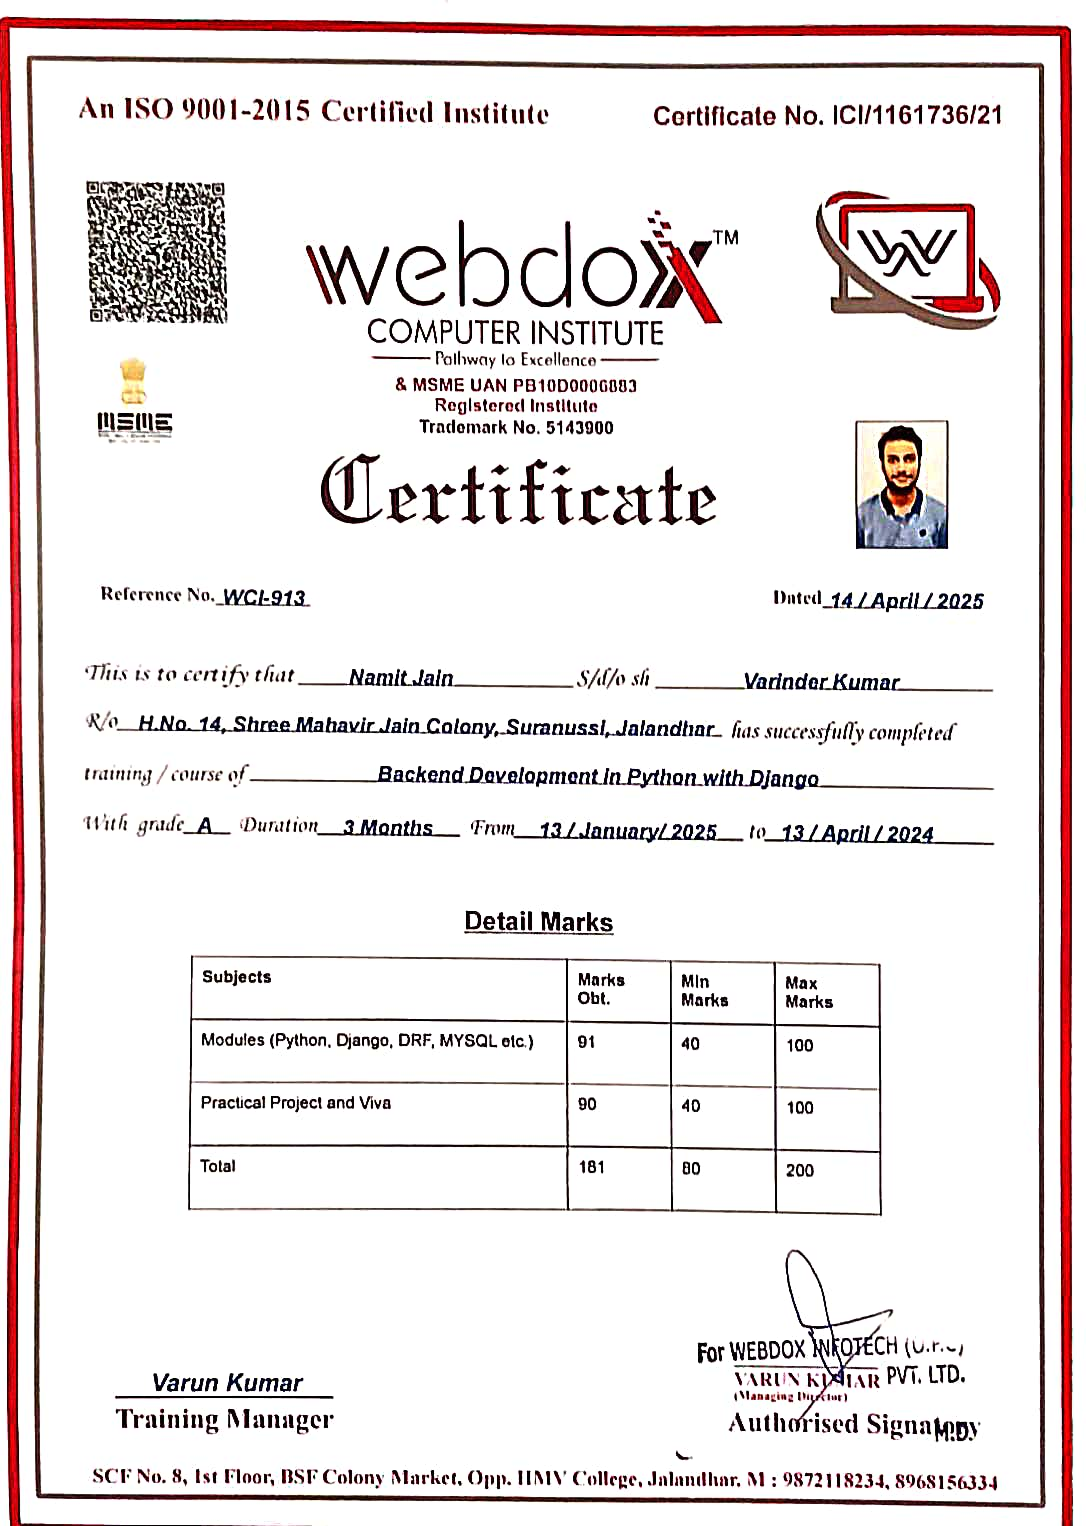 An ISO 9001-2015 Certified Institute
Certificate No. ICI/1161736/21
webdox TM
COMPUTER INSTITUTE
Pathway to Excellence
& MSME UAN PB10D0006883
Registered Institute
Trademark No. 5143900
MSME
W
Certificate
Reference No. WCI-913
Dated 14 / April / 2025
This is to certify that Namit Jain S/d/o sh Varinder Kumar
R/o H.No. 14, Shree Mahavir Jain Colony, Suranussi, Jalandhar has successfully completed
training / course of Backend Development in Python with Django
With grade A Duration 3 Months From 13 / January/ 2025 to 13 / April / 2024
Detail Marks
Subjects Marks Obt. Min Marks Max Marks
Modules (Python, Django, DRF, MYSQL etc.) 91 40 100
Practical Project and Viva 90 40 100
Total 181 80 200
For WEBDOX INFOTECH
VARUN KUMAR PVT. LTD.
(Managing Director)
Authorised Signatory
M.D.
Varun Kumar
Training Manager
SCF No. 8, 1st Floor, BSF Colony Market, Opp. HMV College, Jalandhar. M : 9872118234, 8968156334